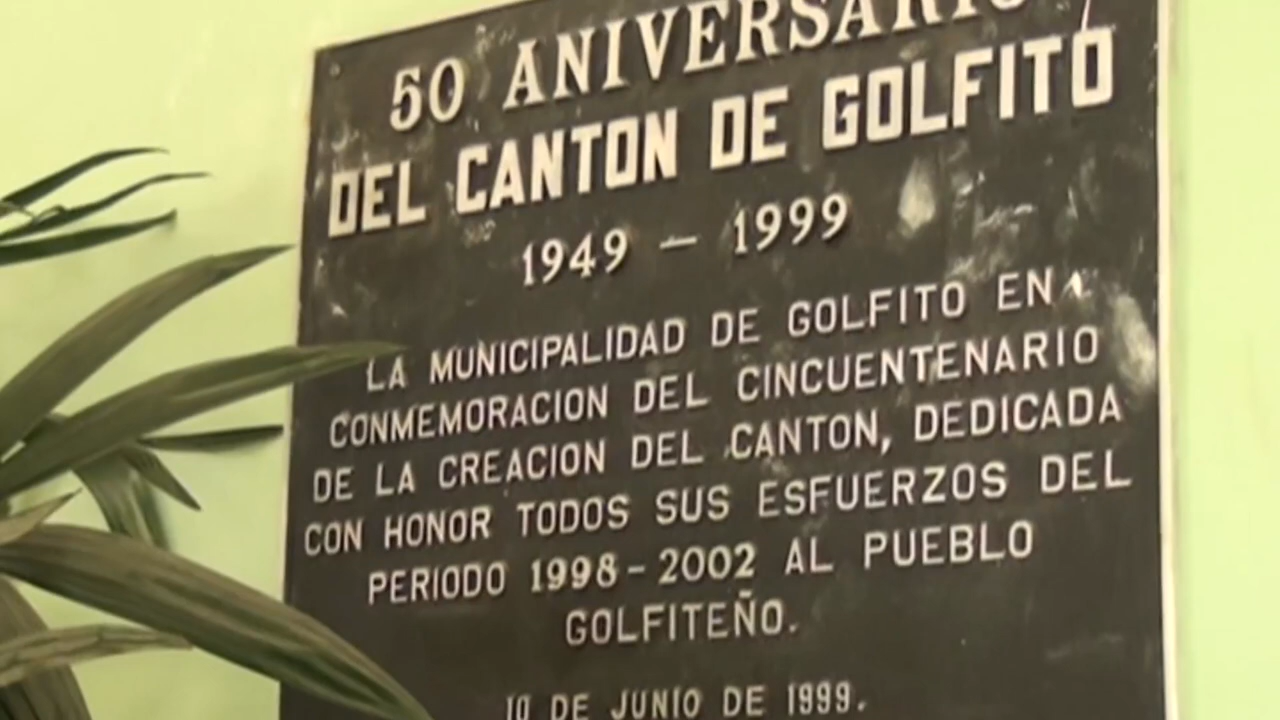 50 ANIVERSARIO
DEL CANTON DE GOLFITO
1949 - 1999
LA MUNICIPALIDAD DE GOLFITO EN
CONMEMORACION DEL CINCUENTENARIO
DE LA CREACION DEL CANTON, DEDICADA
CON HONOR TODOS SUS ESFUERZOS DEL
PERIODO 1998-2002 AL PUEBLO
GOLFITEÑO.
10 DE JUNIO DE 1999.